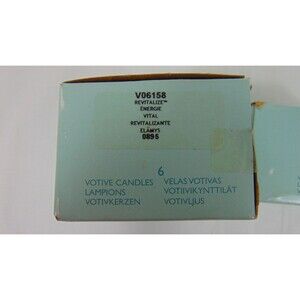 V06158
REVITALIZE™
ENERGIE
VITAL
REVITALIZANTE
ELÄMYS
0895
6
VOTIVE CANDLES VELAS VOTIVAS
LAMPIONS VOTIIVIKYNTTILÄT
VOTIVKERZEN VOTIVLJUS